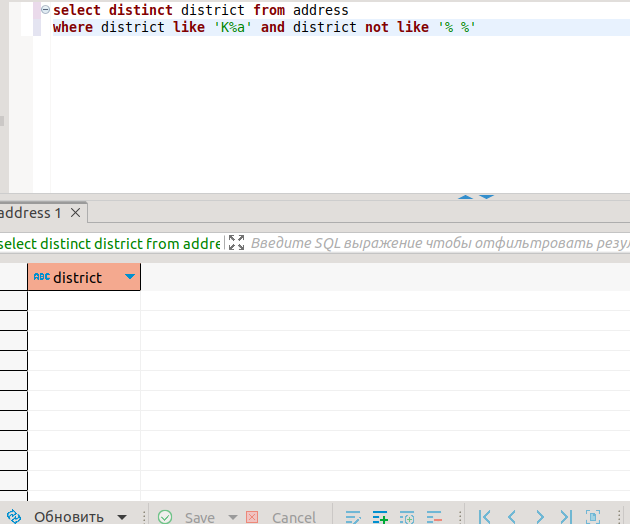 select distinct district from address
where district like 'K%a' and district not like '% %'
address 1
select distinct district from addre
Введите SQL выражение чтобы отфильтровать резул
ABC district
Обновить
Save
Cancel